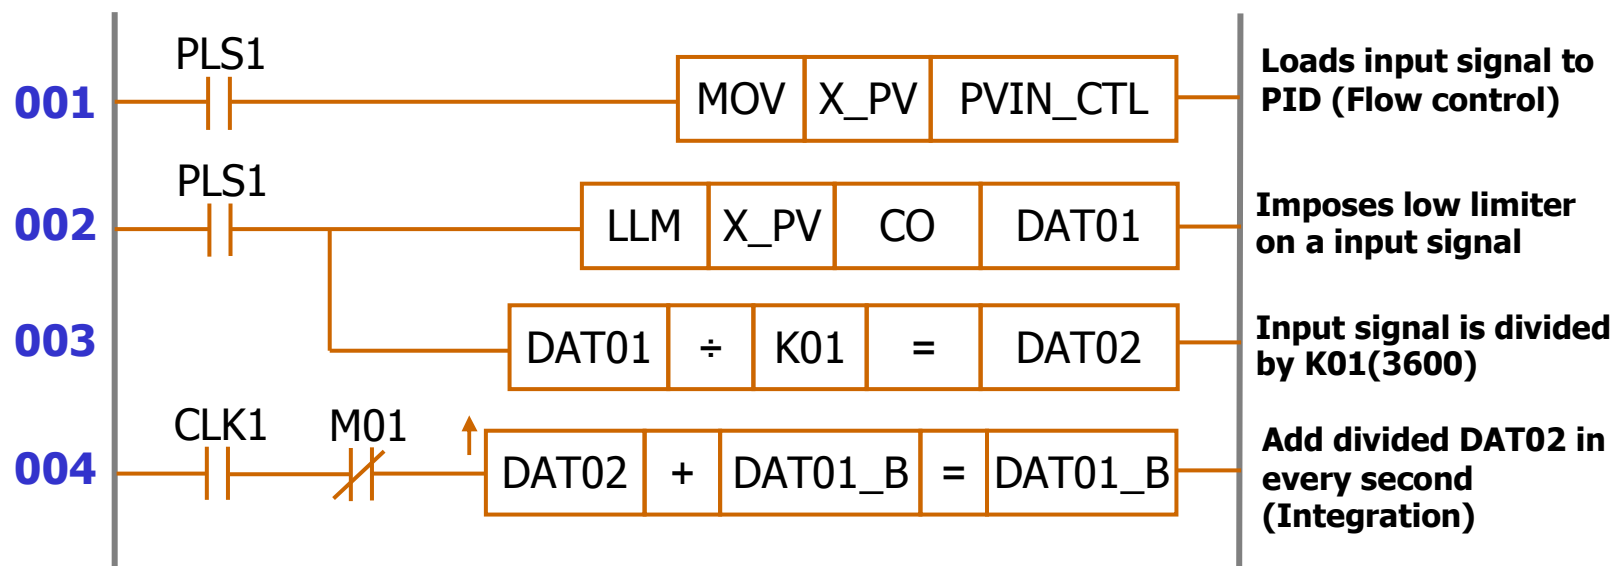 PLS1
001
MOV X_PV PVIN_CTL
Loads input signal to
PID (Flow control)
PLS1
002
LLM X_PV CO DAT01
Imposes low limiter
on a input signal
003
DAT01 ÷ K01 = DAT02
Input signal is divided
by K01(3600)
CLK1 M01
004
DAT02 + DAT01_B = DAT01_B
Add divided DAT02 in
every second
(Integration)